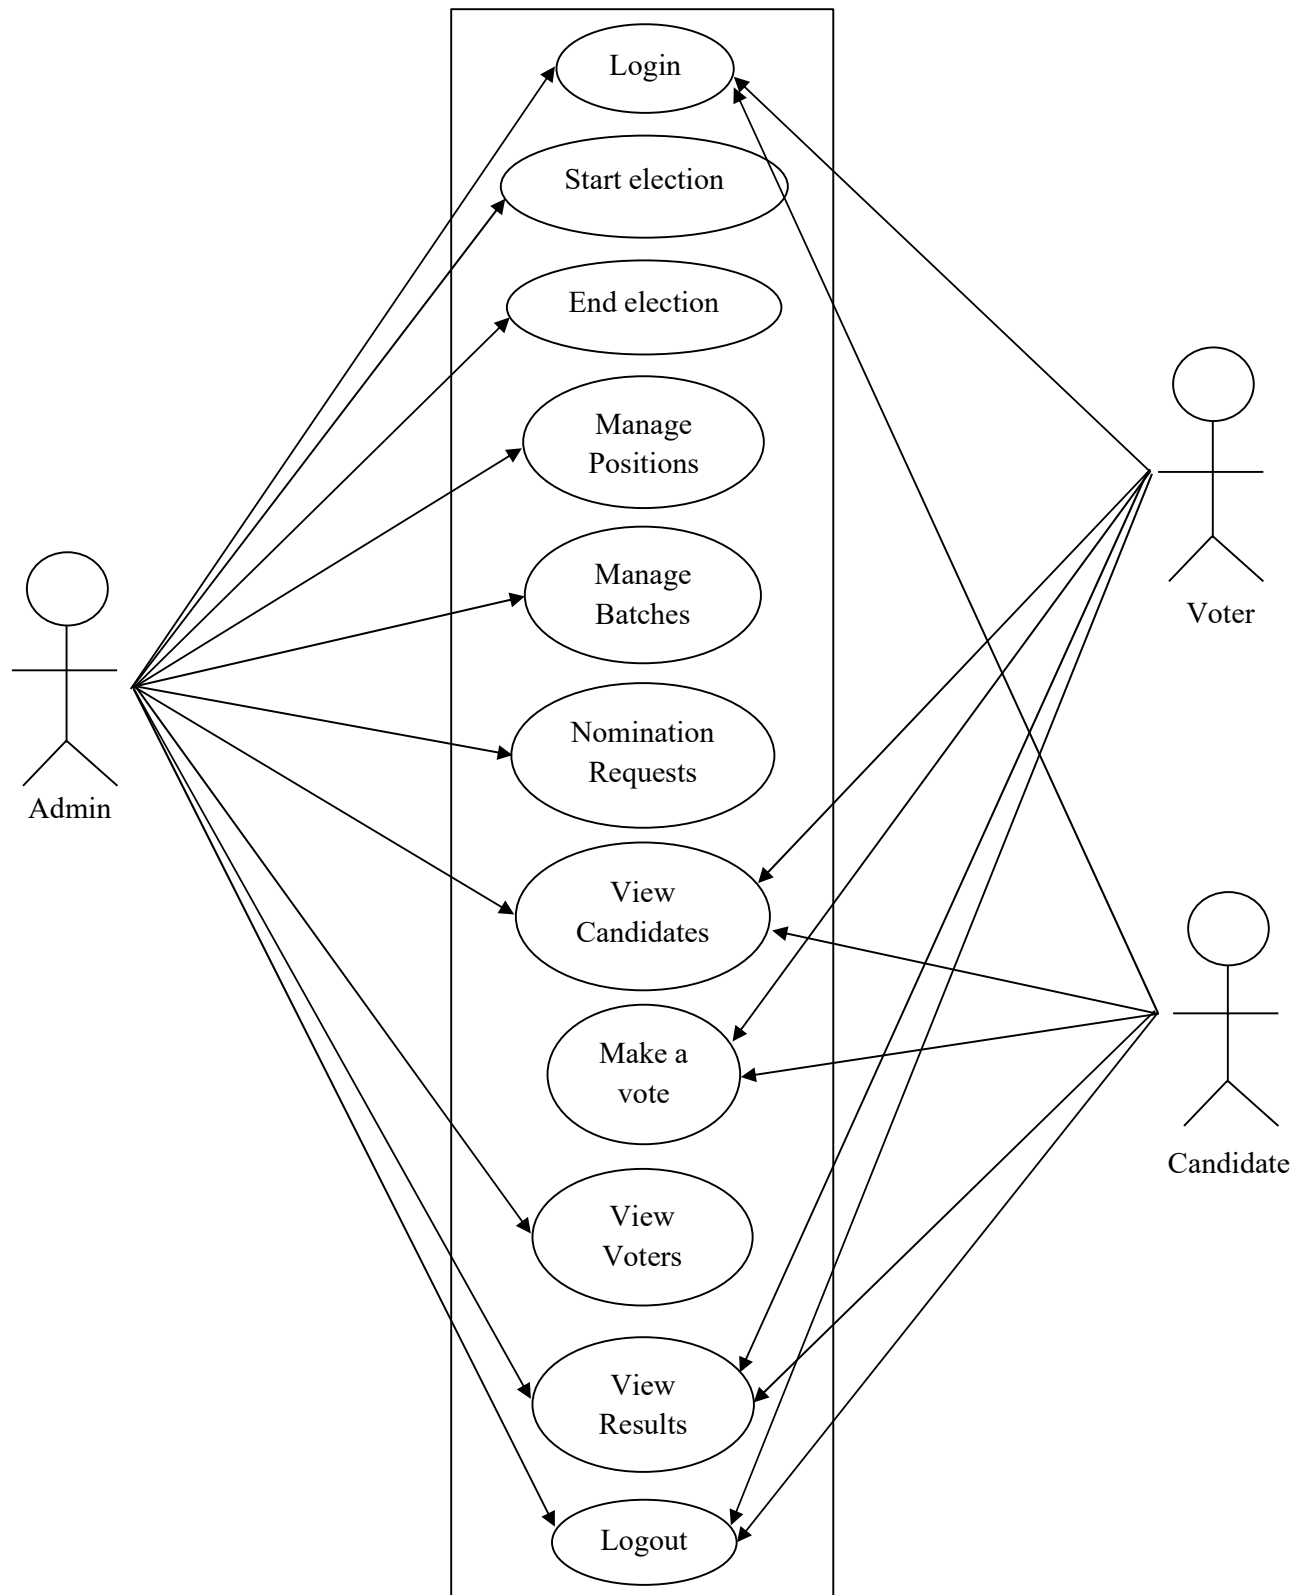 Login
Start election
End election
Manage
Positions
Manage
Batches
Nomination
Requests
View
Candidates
Make a
vote
View
Voters
View
Results
Logout
Admin
Voter
Candidate